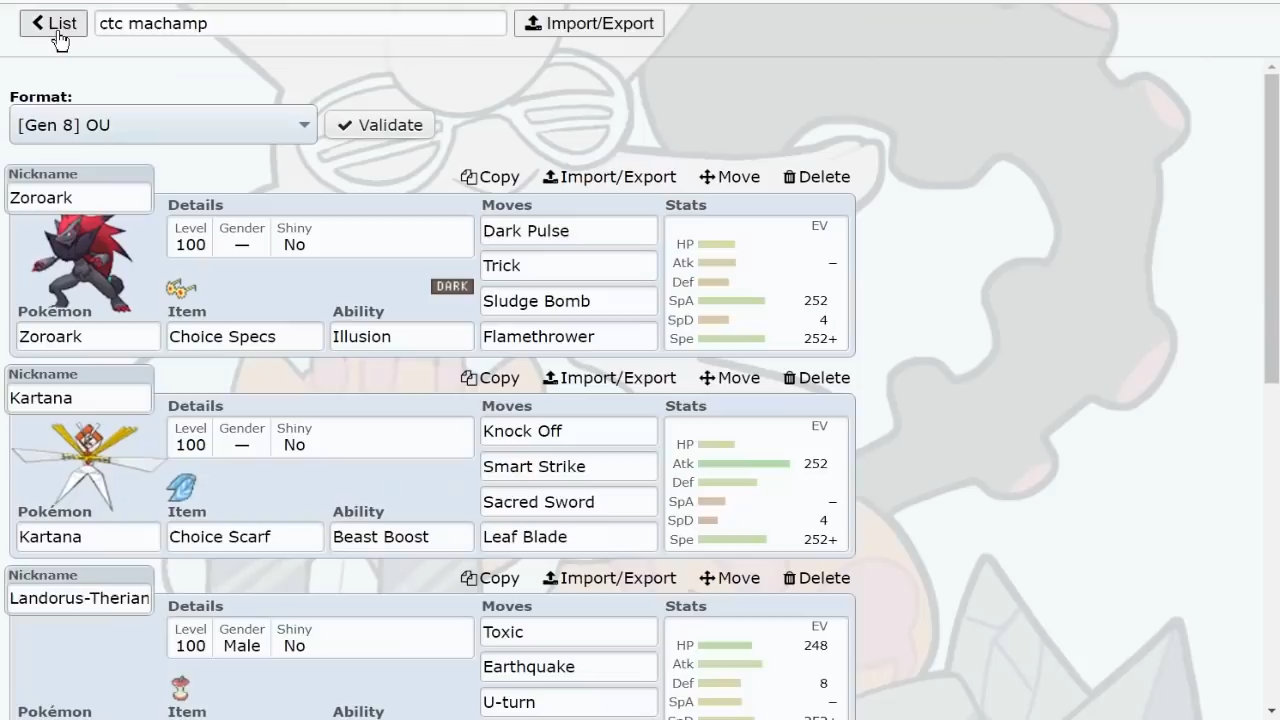 List
ctc machamp
Import/Export
Format:
[Gen 8] OU
Validate
Nickname
Zoroark
Copy
Import/Export
Move
Delete
Details
Moves
Stats
Level
100
Gender
—
Shiny
No
DARK
Pokémon
Zoroark
Item
Choice Specs
Ability
Illusion
Dark Pulse
Trick
Sludge Bomb
Flamethrower
EV
HP
Atk –
Def
SpA 252
SpD 4
Spe 252+
Nickname
Kartana
Copy
Import/Export
Move
Delete
Details
Moves
Stats
Level
100
Gender
—
Shiny
No
Pokémon
Kartana
Item
Choice Scarf
Ability
Beast Boost
Knock Off
Smart Strike
Sacred Sword
Leaf Blade
EV
HP
Atk 252
Def
SpA –
SpD 4
Spe 252+
Nickname
Landorus-Therian
Copy
Import/Export
Move
Delete
Details
Moves
Stats
Level
100
Gender
Male
Shiny
No
Pokémon
Item
Ability
Toxic
Earthquake
U-turn
EV
HP 248
Atk
Def 8
SpA –
SpD
252+